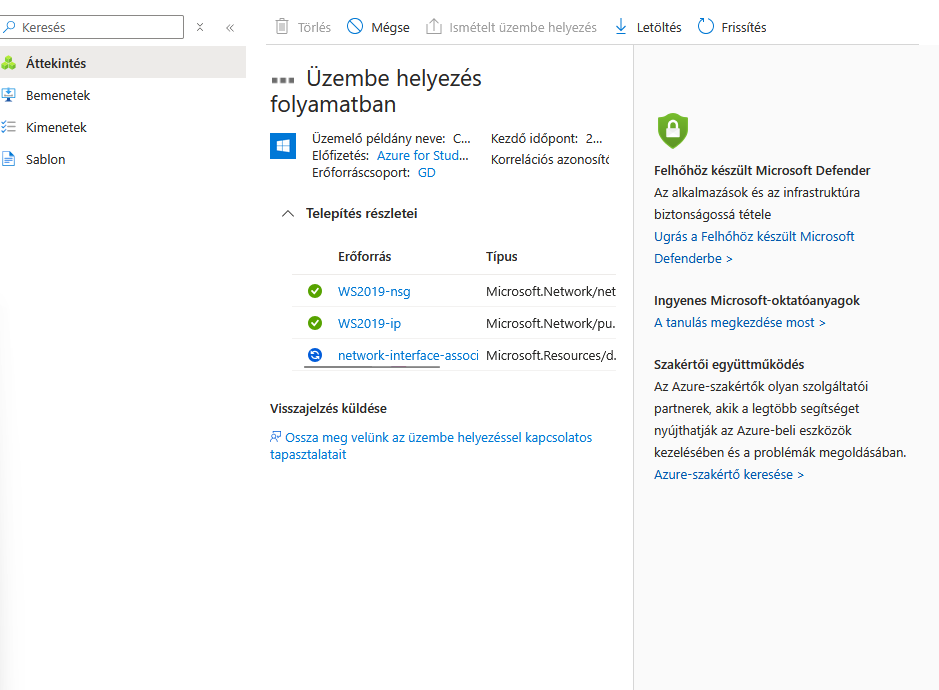 Keresés
«
Törlés
Mégse
Ismételt üzembe helyezés
Letöltés
Frissítés
Áttekintés
Bemenetek
Kimenetek
Sablon
Üzembe helyezés
folyamatban
Üzemelő példány neve: C...
Kezdő időpont: 2...
Előfizetés: Azure for Stud...
Korrelációs azonosító
Erőforráscsoport: GD
Telepítés részletei
Erőforrás Típus
WS2019-nsg Microsoft.Network/net
WS2019-ip Microsoft.Network/pu.
network-interface-associ Microsoft.Resources/d.
Visszajelzés küldése
Ossza meg velünk az üzembe helyezéssel kapcsolatos
tapasztalatait
Felhőhöz készült Microsoft Defender
Az alkalmazások és az infrastruktúra
biztonságossá tétele
Ugrás a Felhőhöz készült Microsoft
Defenderbe >
Ingyenes Microsoft-oktatóanyagok
A tanulás megkezdése most >
Szakértői együttműködés
Az Azure-szakértők olyan szolgáltatói
partnerek, akik a legtöbb segítséget
nyújthatják az Azure-beli eszközök
kezelésében és a problémák megoldásában.
Azure-szakértő keresése >